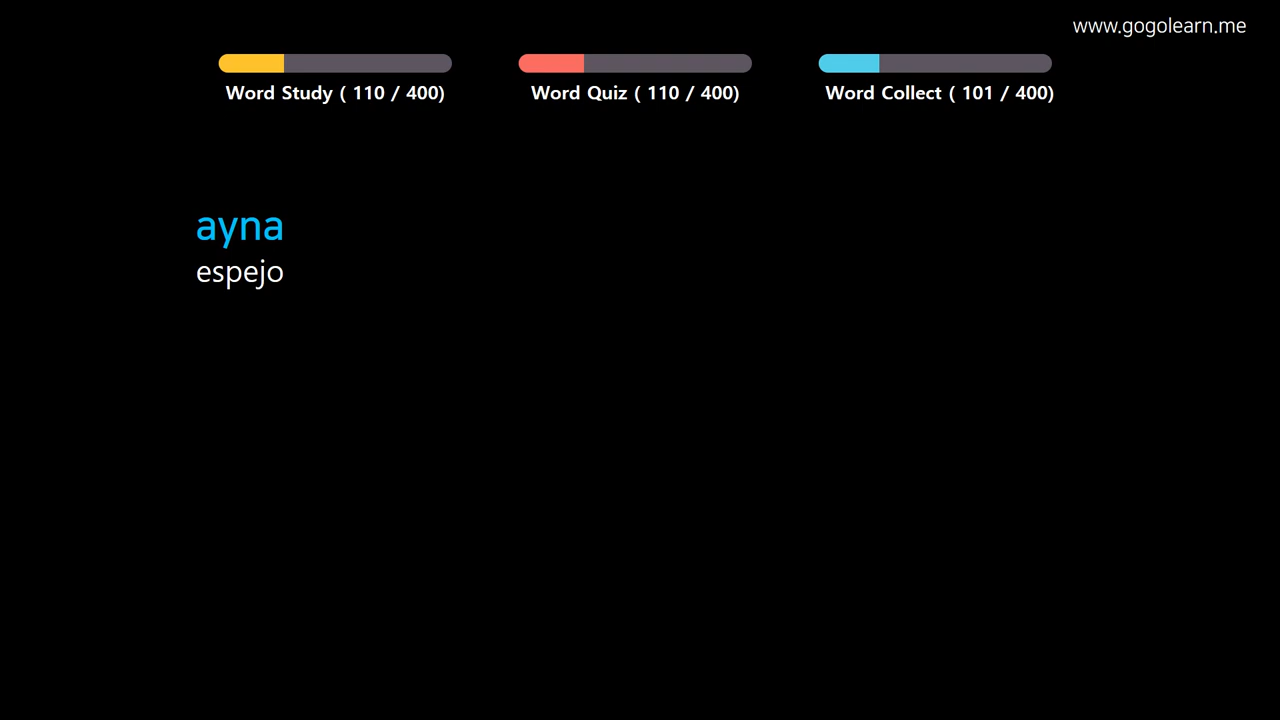 www.gogolearn.me
Word Study ( 110 / 400)
Word Quiz ( 110 / 400)
Word Collect ( 101 / 400)
ayna
espejo